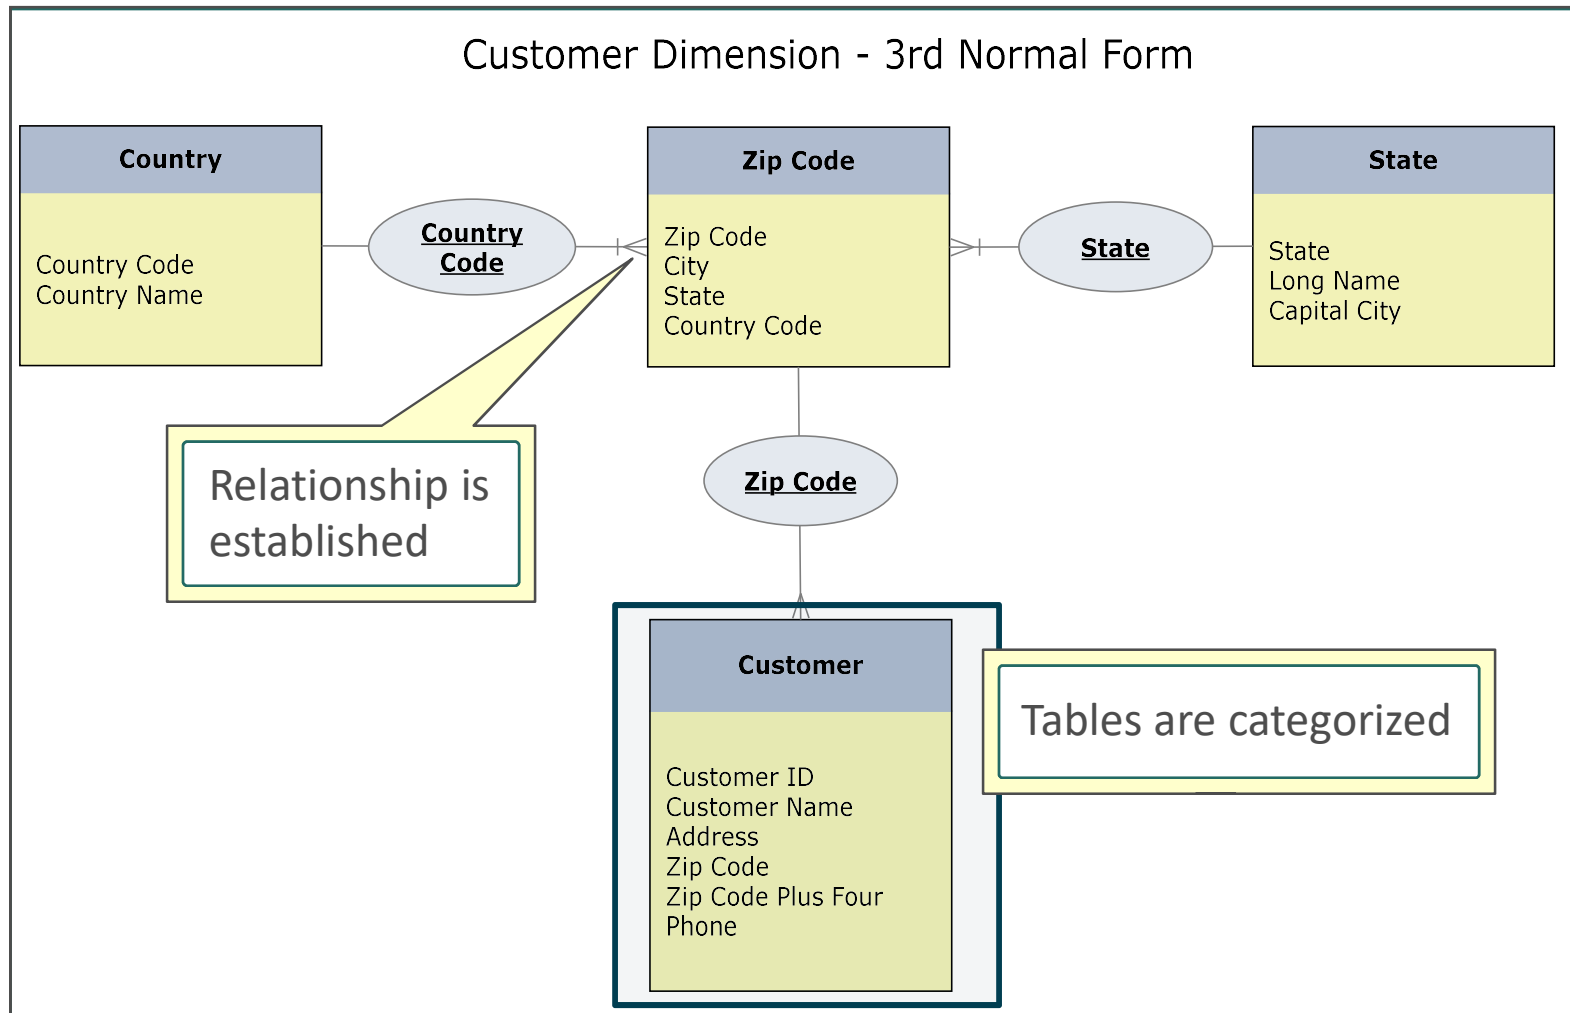 Customer Dimension - 3rd Normal Form
Country
Country Code
Country Name
Country
Code
Zip Code
Zip Code
City
State
Country Code
State
State
State
Long Name
Capital City
Relationship is
established
Zip Code
Customer
Customer ID
Customer Name
Address
Zip Code
Zip Code Plus Four
Phone
Tables are categorized